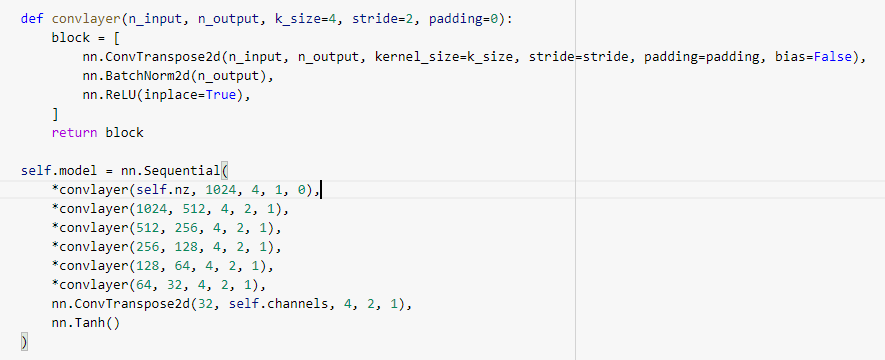 def convlayer(n_input, n_output, k_size=4, stride=2, padding=0):
    block = [
        nn.ConvTranspose2d(n_input, n_output, kernel_size=k_size, stride=stride, padding=padding, bias=False),
        nn.BatchNorm2d(n_output),
        nn.ReLU(inplace=True),
    ]
    return block

self.model = nn.Sequential(
    *convlayer(self.nz, 1024, 4, 1, 0),
    *convlayer(1024, 512, 4, 2, 1),
    *convlayer(512, 256, 4, 2, 1),
    *convlayer(256, 128, 4, 2, 1),
    *convlayer(128, 64, 4, 2, 1),
    *convlayer(64, 32, 4, 2, 1),
    nn.ConvTranspose2d(32, self.channels, 4, 2, 1),
    nn.Tanh()
)